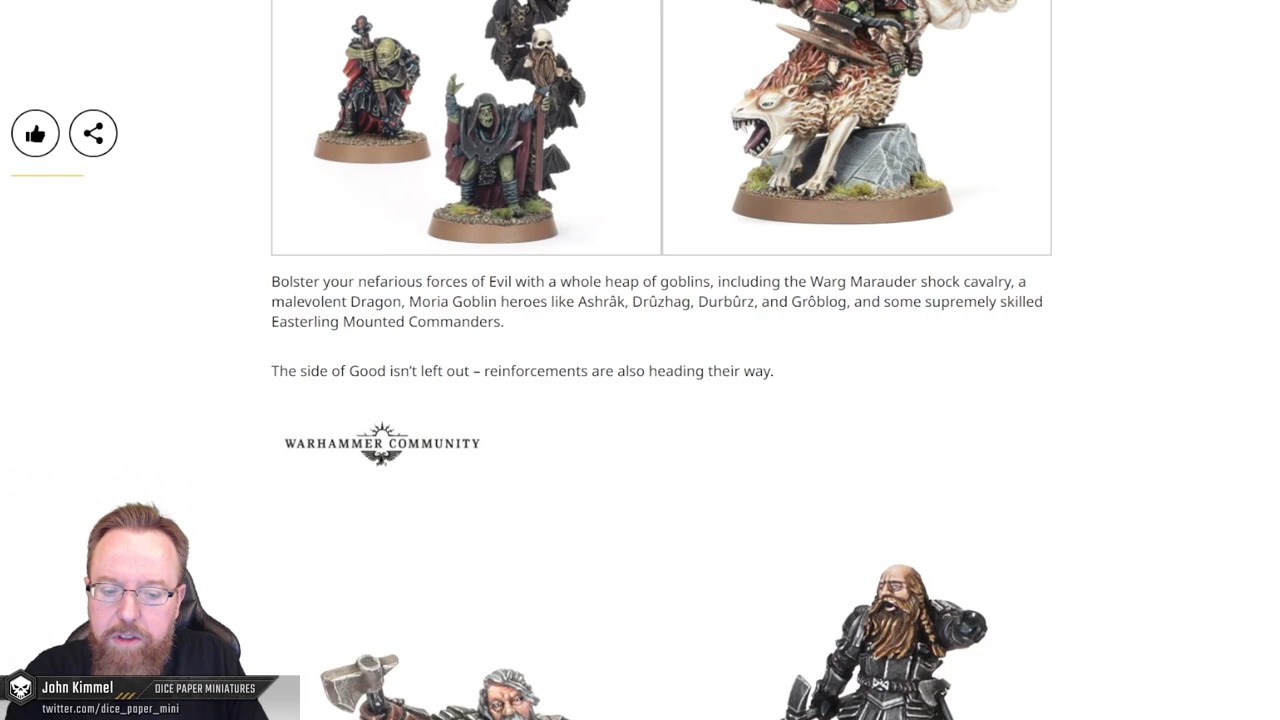 Bolster your nefarious forces of Evil with a whole heap of goblins, including the Warg Marauder shock cavalry, a
malevolent Dragon, Moria Goblin heroes like Ashrâk, Drûzhag, Durbûrz, and Grôblog, and some supremely skilled
Easterling Mounted Commanders.
The side of Good isn’t left out – reinforcements are also heading their way.
WARHAMMER COMMUNITY
John Kimmel
DICE PAPER MINIATURES
twitter.com/dice_paper_mini